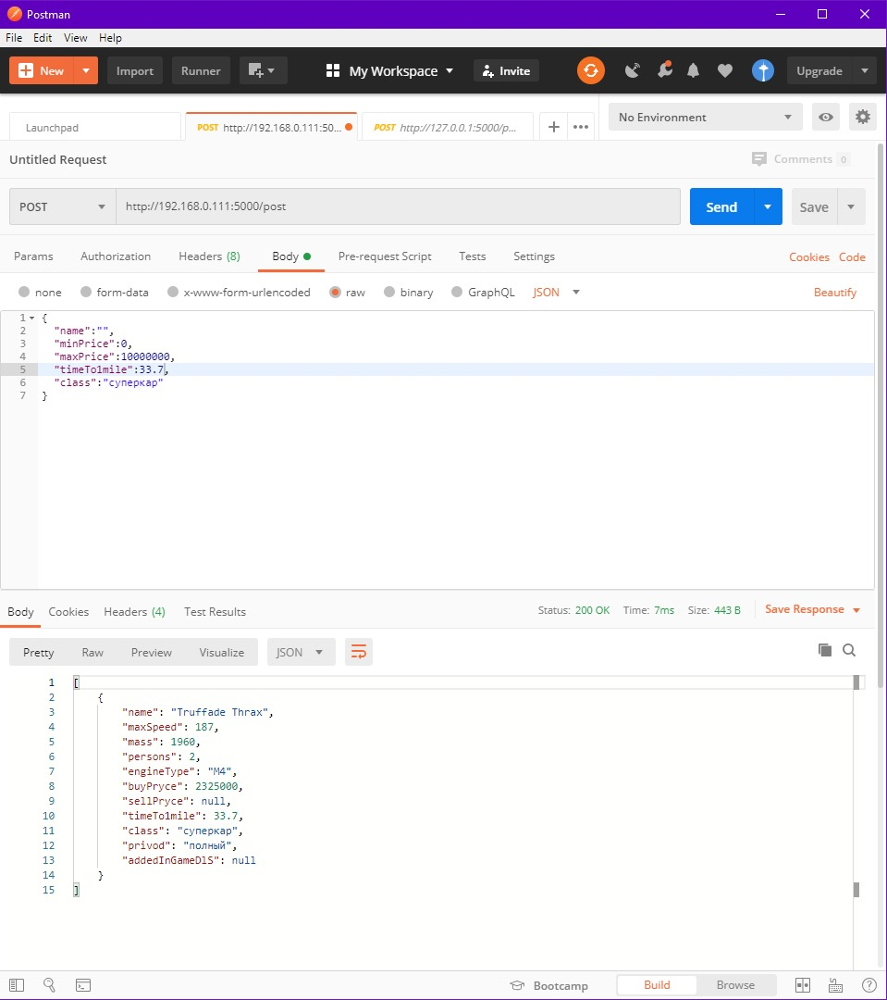 Postman
File Edit View Help
New Import Runner My Workspace Invite Upgrade
Launchpad POST http://192.168.0.111:50... POST http://127.0.0.1:5000/p... + ••• No Environment
Untitled Request Comments 0
POST http://192.168.0.111:5000/post Send Save
Params Authorization Headers (8) Body Pre-request Script Tests Settings Cookies Code
none form-data x-www-form-urlencoded raw binary GraphQL JSON Beautify
1 {
2 "name":"",
3 "minPrice":0,
4 "maxPrice":10000000,
5 "timeTo1mile":33.7,
6 "class":"суперкар"
7 }
Body Cookies Headers (4) Test Results Status: 200 OK Time: 7ms Size: 443 B Save Response
Pretty Raw Preview Visualize JSON
1 [
2 {
3 "name": "Truffade Thrax",
4 "maxSpeed": 187,
5 "mass": 1960,
6 "persons": 2,
7 "engineType": "M4",
8 "buyPryce": 2325000,
9 "sellPryce": null,
10 "timeTo1mile": 33.7,
11 "class": "суперкар",
12 "privod": "полный",
13 "addedInGameDlS": null
14 }
15 ]
Bootcamp Build Browse ?